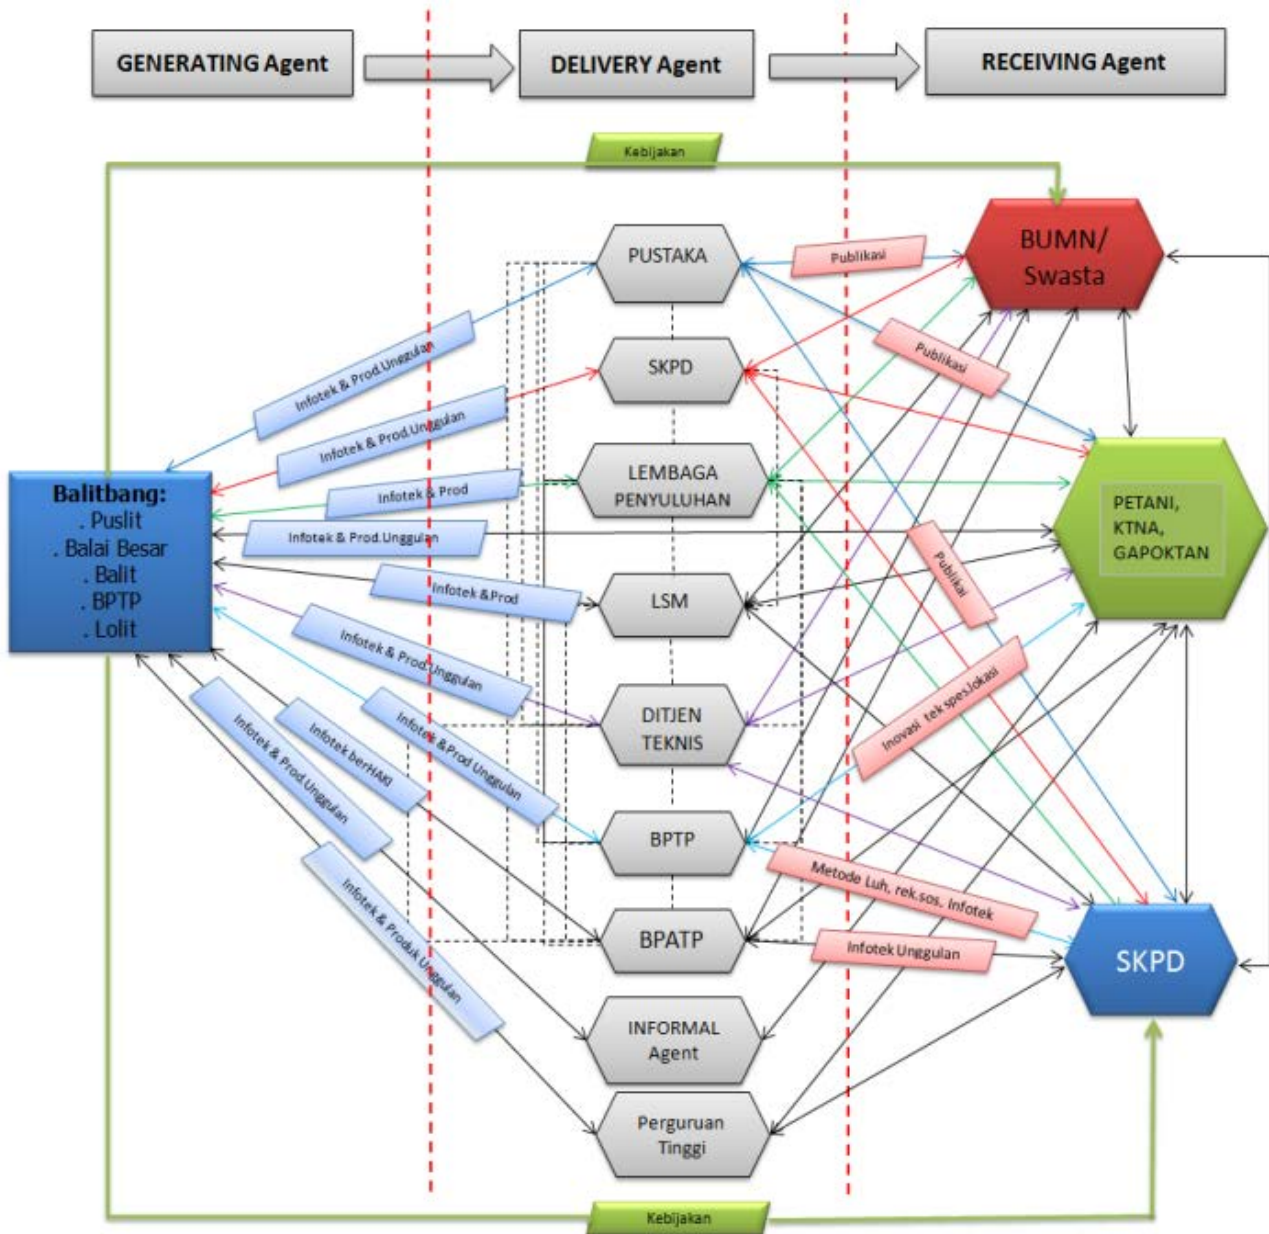 GENERATING Agent
DELIVERY Agent
RECEIVING Agent
Kebijakan
PUSTAKA
Publikasi
BUMN/
Swasta
Infotek & Prod.Unggulan
SKPD
Publikasi
Infotek & Prod.Unggulan
Balitbang:
. Puslit
. Balai Besar
. Balit
. BPTP
. Lolit
Infotek & Prod
LEMBAGA
PENYULUHAN
PETANI,
KTNA,
GAPOKTAN
Infotek & Prod.Unggulan
Infotek &Prod
LSM
Publikai
Infotek & Prod.Unggulan
DITJEN
TEKNIS
Inovasi tek spes.lokasi
Infotek &Prod Unggulan
Infotek berHAKI
Infotek & Prod.Unggulan
BPTP
Metode Luh, rek.sos, Infotek
Infotek & Produk Unggulan
BPATP
Infotek Unggulan
SKPD
INFORMAL
Agent
Perguruan
Tinggi
Kebijakan